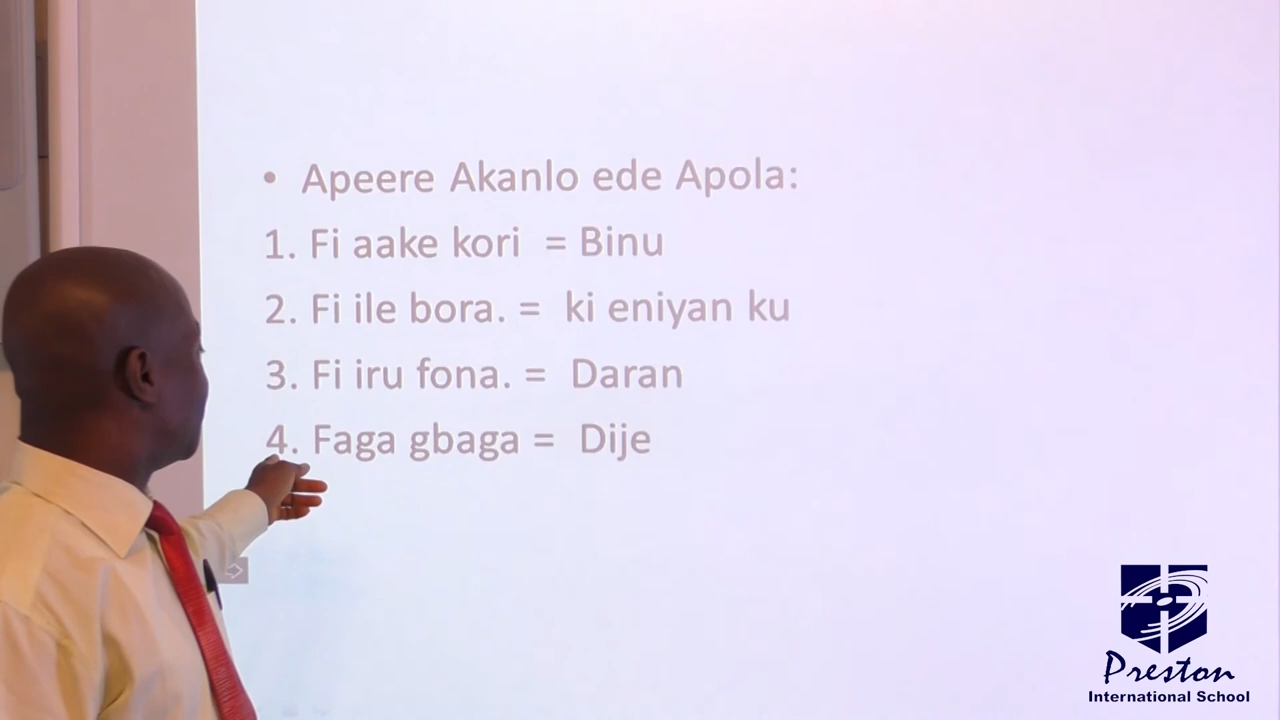 • Apeere Akanlo ede Apola:
1. Fi aake kori = Binu
2. Fi ile bora. = ki eniyan ku
3. Fi iru fona. = Daran
4. Faga gbaga = Dije
Preston
International School